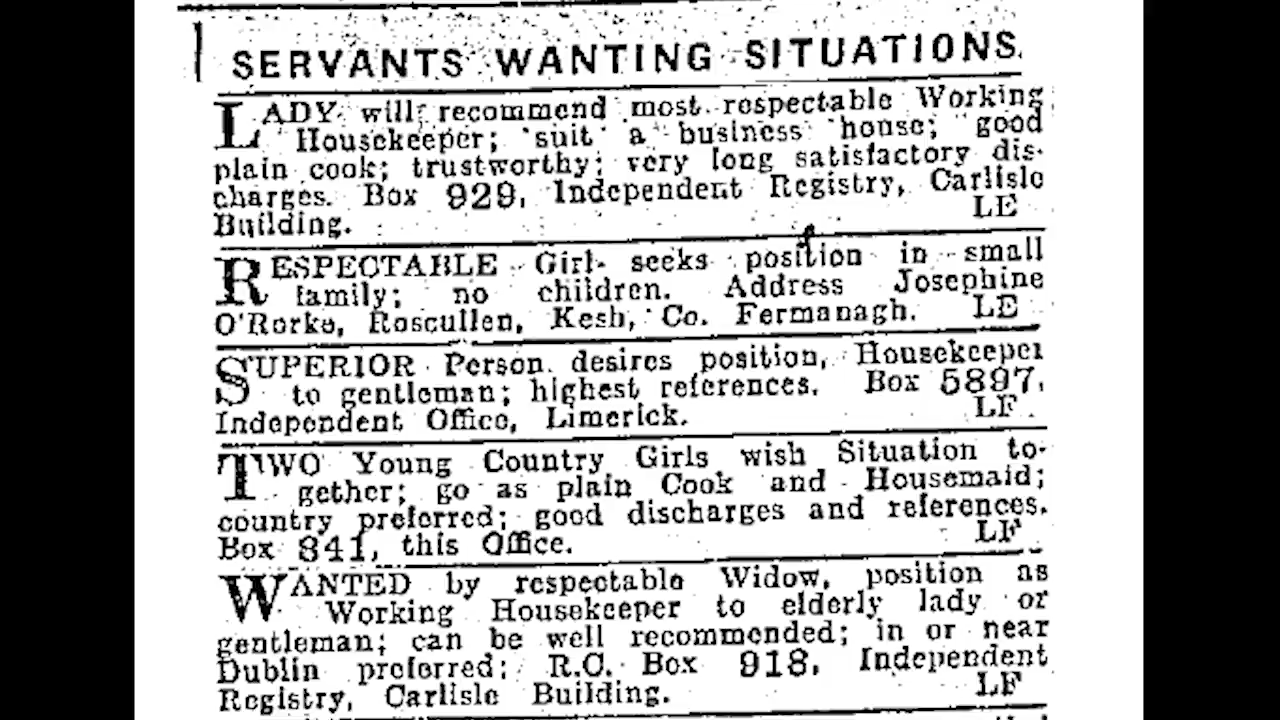 SERVANTS WANTING SITUATIONS.
LADY will recommend most respectable Working
Housekeeper; suit a business house; good
plain cook; trustworthy; very long satisfactory dis-
charges. Box 929, Independent Registry, Carlisle
Building. LE
RESPECTABLE Girl seeks position in small
family; no children. Address Josephine
O'Rorke, Roscullen, Kesh, Co. Fermanagh. LE
SUPERIOR Person desires position, Housekeeper
to gentleman; highest references. Box 5897,
Independent Office, Limerick. LF
TWO Young Country Girls wish Situation to-
gether; go as plain Cook and Housemaid;
country preferred; good discharges and references.
Box 841, this Office. LF
WANTED by respectable Widow, position as
Working Housekeeper to elderly lady or
gentleman; can be well recommended; in or near
Dublin preferred; R.C. Box 918, Independent
Registry, Carlisle Building. LF